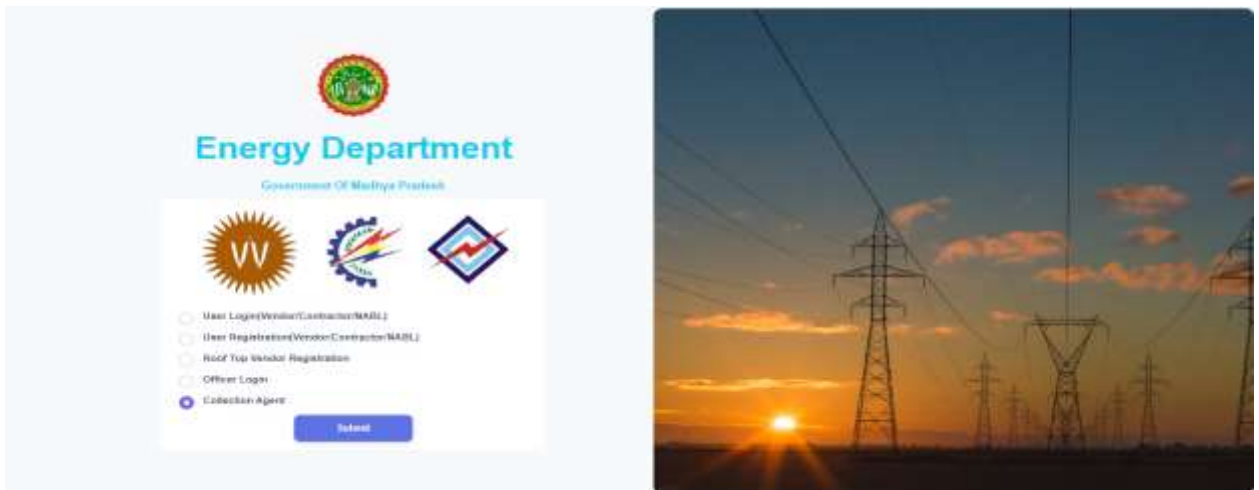 Energy Department
Government Of Madhya Pradesh
User Login(Vendor/Contractor/NABL)
User Registration(Vendor/Contractor/NABL)
Roof Top Vendor Registration
Officer Login
Collection Agent
Submit